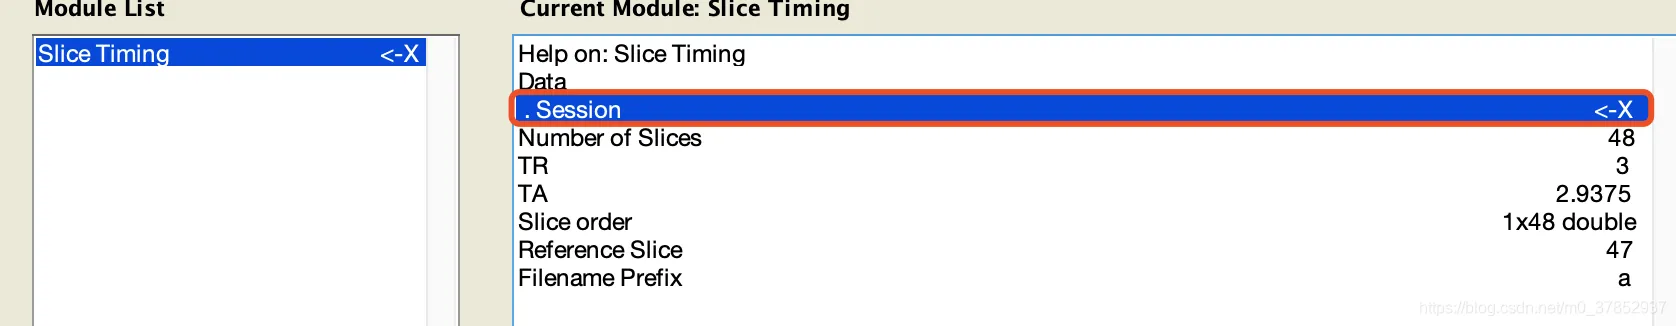 Module List
Current Module: Slice Timing
Slice Timing <-X
Help on: Slice Timing
Data
. Session <-X
Number of Slices 48
TR 3
TA 2.9375
Slice order 1x48 double
Reference Slice 47
Filename Prefix a
https://blog.csdn.net/m0_37852937